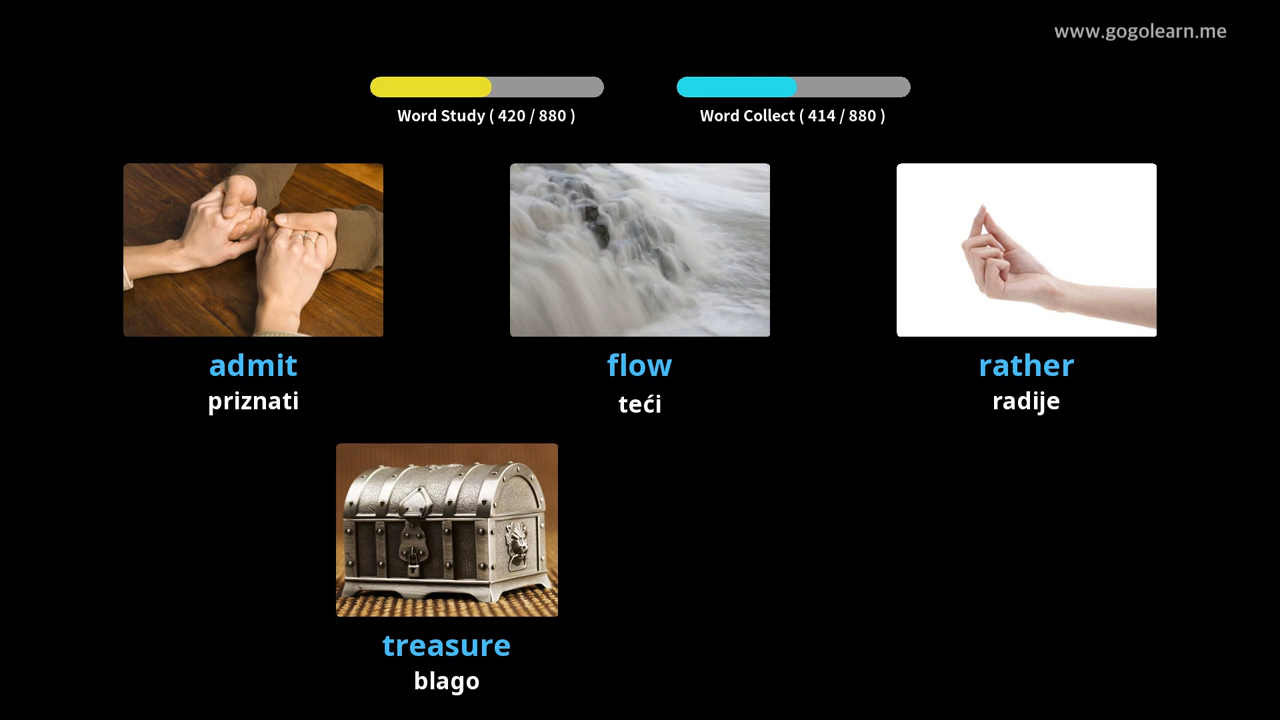 www.gogolearn.me
Word Study ( 420 / 880 )
Word Collect ( 414 / 880 )
admit
priznati
flow
teći
rather
radije
treasure
blago